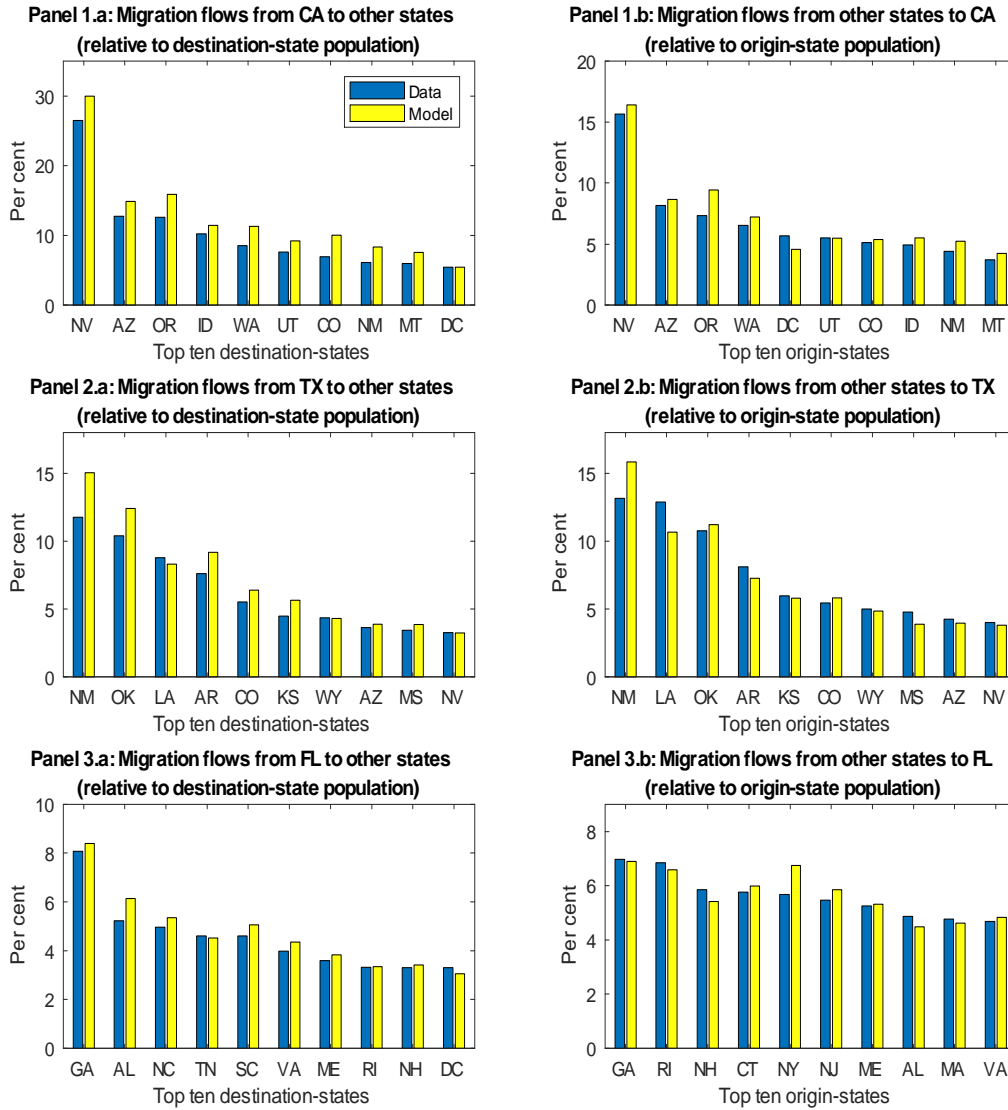 Panel 1.a: Migration flows from CA to other states
(relative to destination-state population)
30
20
10
0
Per cent
Data
Model
NV AZ OR ID WA UT CO NM MT DC
Top ten destination-states
Panel 1.b: Migration flows from other states to CA
(relative to origin-state population)
20
15
10
5
0
Per cent
NV AZ OR WA DC UT CO ID NM MT
Top ten origin-states
Panel 2.a: Migration flows from TX to other states
(relative to destination-state population)
15
10
5
0
Per cent
NM OK LA AR CO KS WY AZ MS NV
Top ten destination-states
Panel 2.b: Migration flows from other states to TX
(relative to origin-state population)
15
10
5
0
Per cent
NM LA OK AR KS CO WY MS AZ NV
Top ten origin-states
Panel 3.a: Migration flows from FL to other states
(relative to destination-state population)
10
8
6
4
2
0
Per cent
GA AL NC TN SC VA ME RI NH DC
Top ten destination-states
Panel 3.b: Migration flows from other states to FL
(relative to origin-state population)
8
6
4
2
0
Per cent
GA RI NH CT NY NJ ME AL MA VA
Top ten origin-states